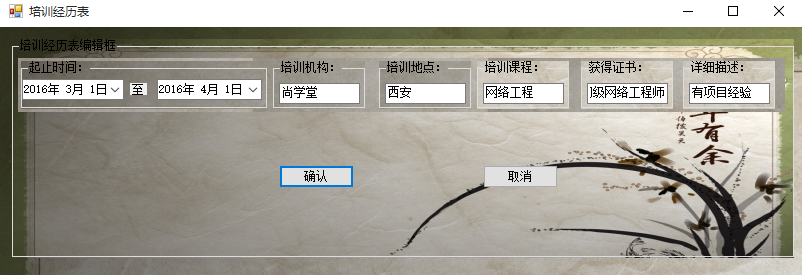 培训经历表
培训经历表编辑框
起止时间：
培训机构：
培训地点：
培训课程：
获得证书：
详细描述：
2016年 3月 1日
至
2016年 4月 1日
尚学堂
西安
网络工程
级网络工程师
有项目经验
年有余
确认
取消